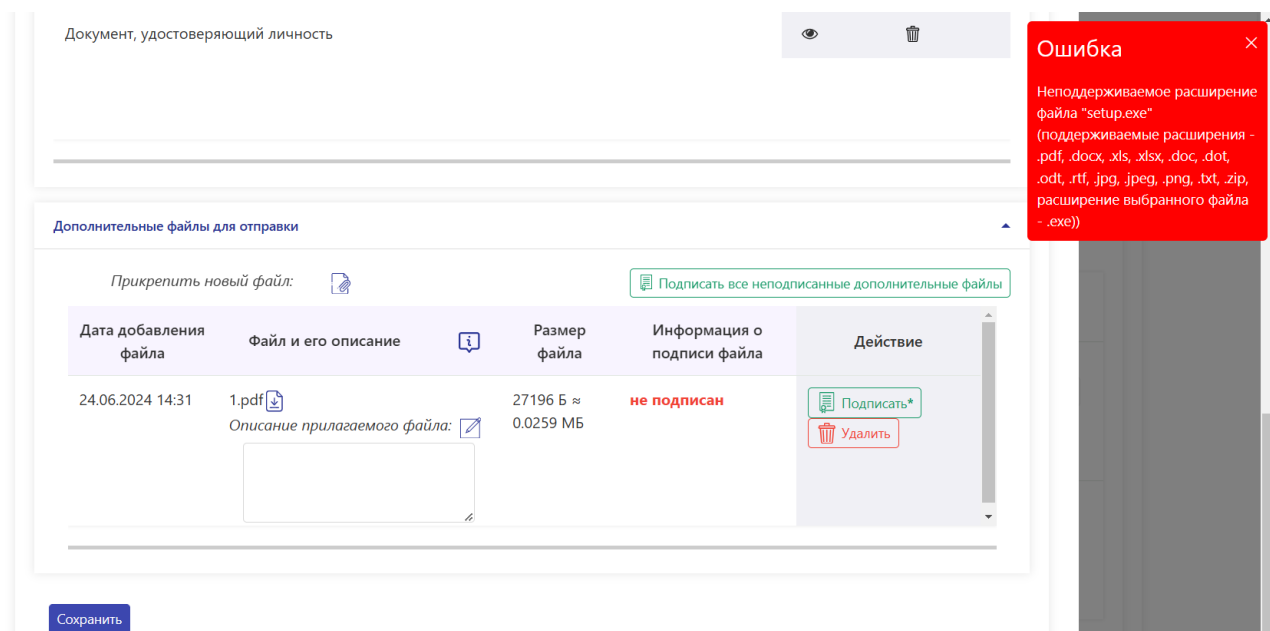 Документ, удостоверяющий личность
Ошибка
Неподдерживаемое расширение
файла "setup.exe"
(поддерживаемые расширения -
.pdf, .docx, .xls, .xlsx, .doc, .dot,
.odt, .rtf, .jpg, .jpeg, .png, .txt, .zip,
расширение выбранного файла
- .exe))
Дополнительные файлы для отправки
Прикрепить новый файл:
Подписать все неподписанные дополнительные файлы
Дата добавления
файла
Файл и его описание
Размер
файла
Информация о
подписи файла
Действие
24.06.2024 14:31
1.pdf
Описание прилагаемого файла:
27196 Б ≈
0.0259 МБ
не подписан
Подписать*
Удалить
Сохранить